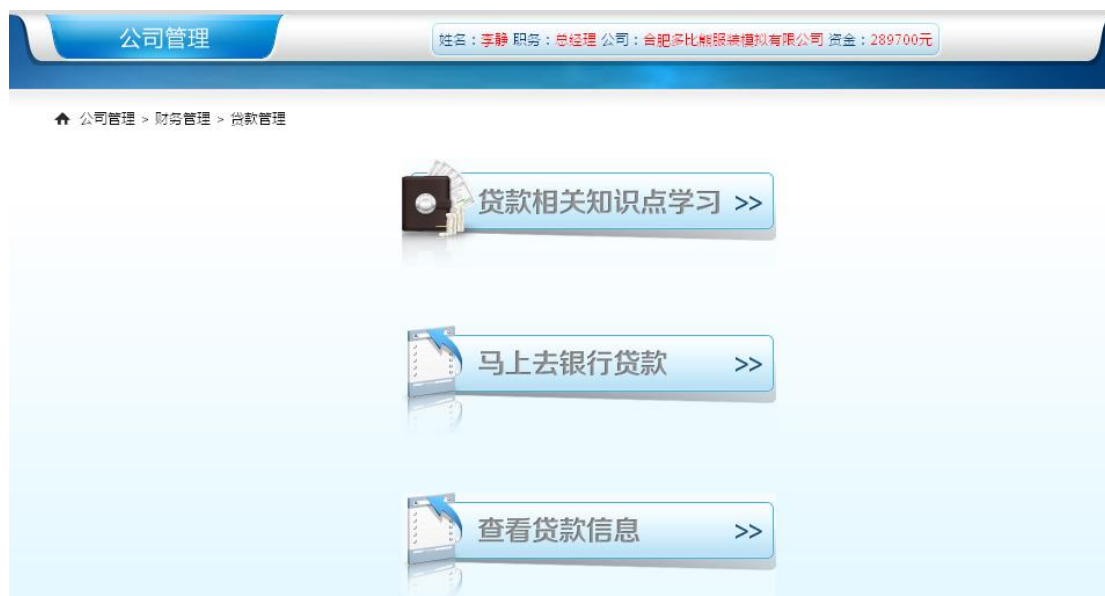 公司管理
姓名：李静 职务：总经理 公司：合肥多比熊服装模拟有限公司 资金：289700元
公司管理 > 财务管理 > 贷款管理
贷款相关知识点学习 >>
马上去银行贷款 >>
查看贷款信息 >>